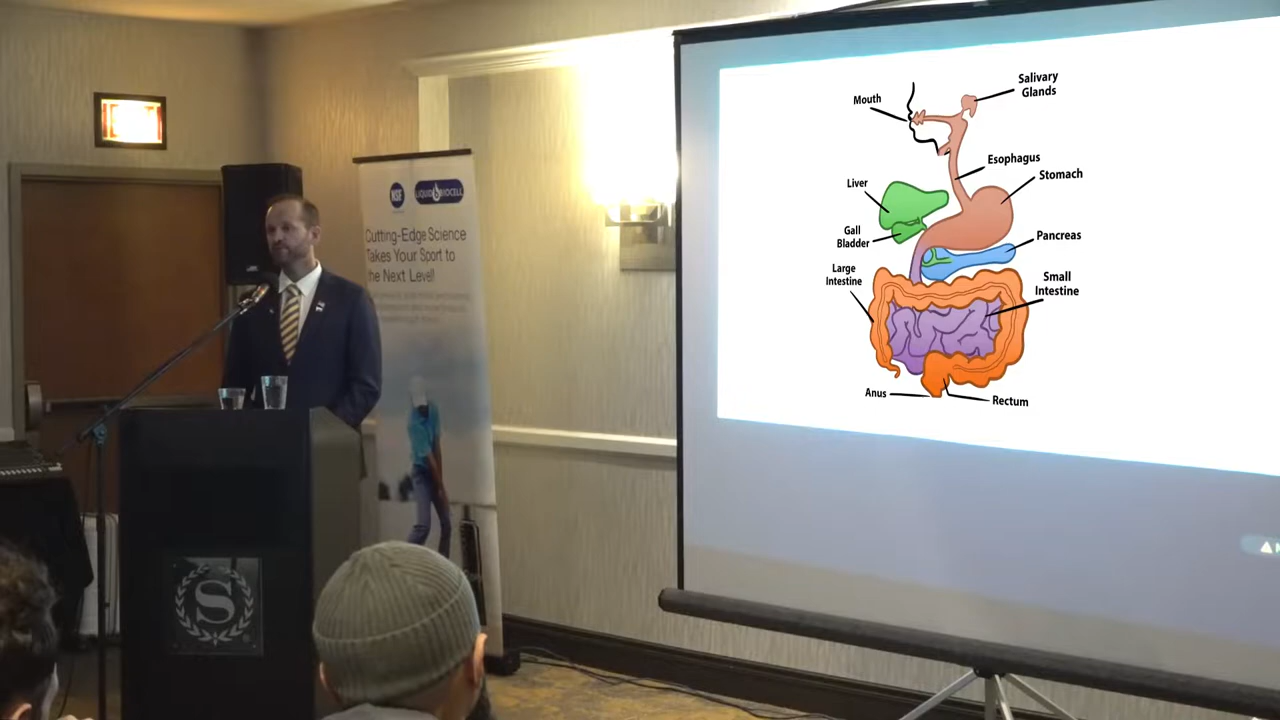 NSF
LIQUID BIOCELL
Cutting-Edge Science
Takes Your Sport to
the Next Level!
S
Mouth
Salivary
Glands
Esophagus
Stomach
Liver
Gall
Bladder
Pancreas
Large
Intestine
Small
Intestine
Anus
Rectum